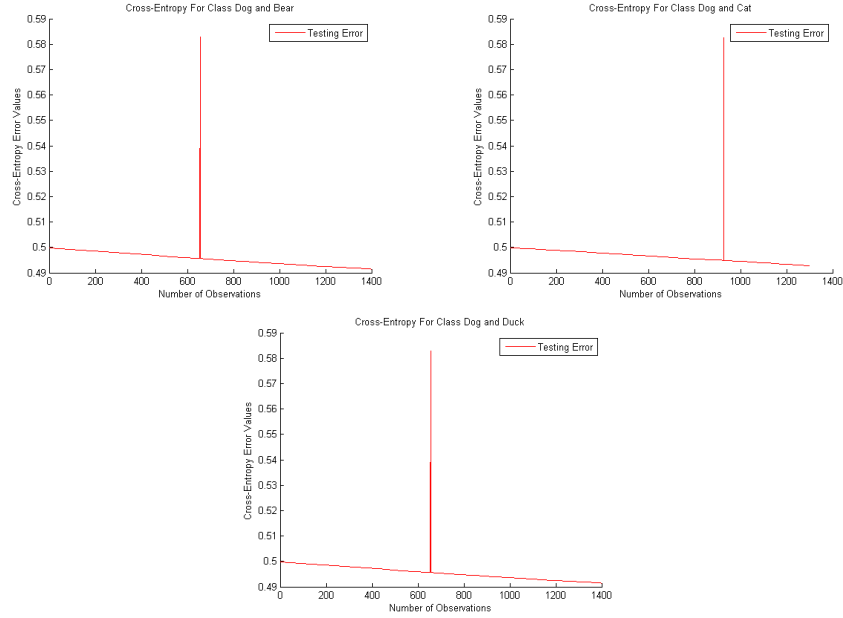 Cross-Entropy For Class Dog and Bear
Testing Error
Cross-Entropy Error Values
0.59
0.58
0.57
0.56
0.55
0.54
0.53
0.52
0.51
0.5
0.49
0 200 400 600 800 1000 1200 1400
Number of Observations
Cross-Entropy For Class Dog and Cat
Testing Error
Cross-Entropy Error Values
0.59
0.58
0.57
0.56
0.55
0.54
0.53
0.52
0.51
0.5
0.49
0 200 400 600 800 1000 1200 1400
Number of Observations
Cross-Entropy For Class Dog and Duck
Testing Error
Cross-Entropy Error Values
0.59
0.58
0.57
0.56
0.55
0.54
0.53
0.52
0.51
0.5
0.49
0 200 400 600 800 1000 1200 1400
Number of Observations